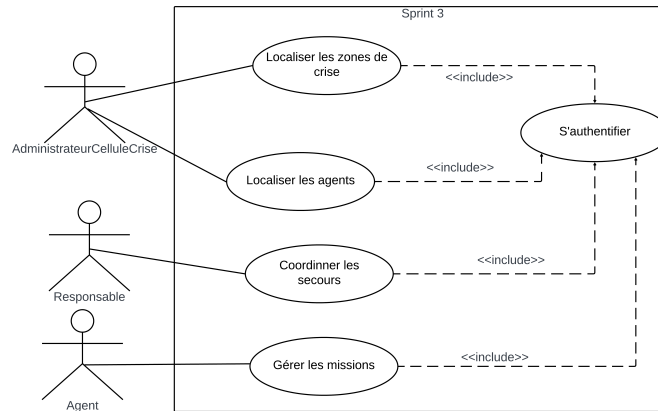 Sprint 3
Localiser les zones de
crise
<<include>>
S'authentifier
AdministrateurCelluleCrise
<<include>>
Localiser les agents
Coordinner les
secours
<<include>>
Responsable
<<include>>
Gérer les missions
Agent